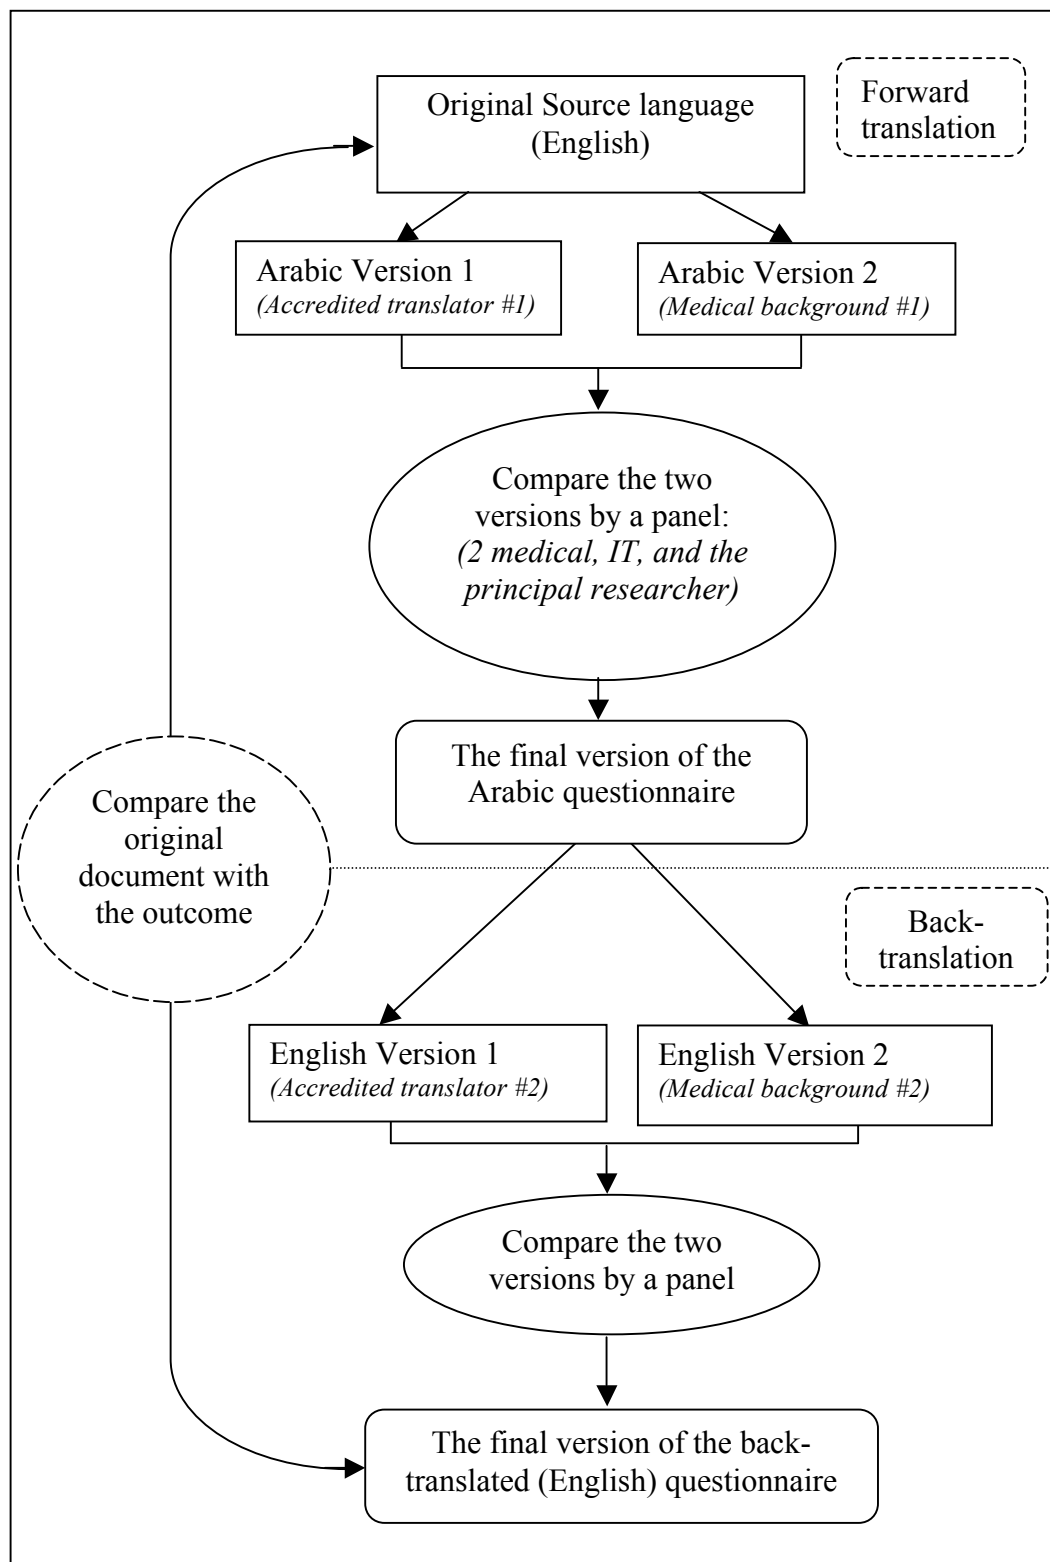 Original Source language
(English)
Forward
translation
Arabic Version 1
(Accredited translator #1)
Arabic Version 2
(Medical background #1)
Compare the two
versions by a panel:
(2 medical, IT, and the
principal researcher)
The final version of the
Arabic questionnaire
Compare the
original
document with
the outcome
Back-
translation
English Version 1
(Accredited translator #2)
English Version 2
(Medical background #2)
Compare the two
versions by a panel
The final version of the back-
translated (English) questionnaire